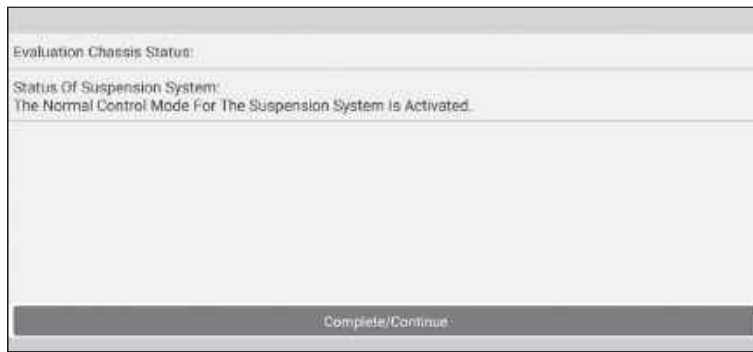 Evaluation Chassis Status:
Status Of Suspension System:
The Normal Control Mode For The Suspension System Is Activated.
Complete/Continue